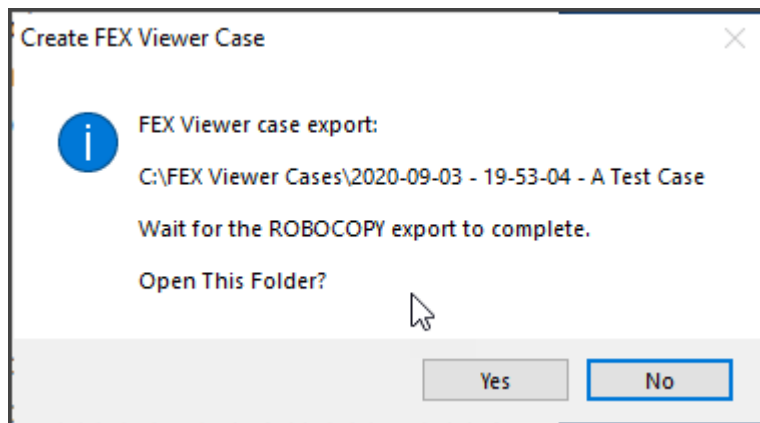 Create FEX Viewer Case
FEX Viewer case export:
C:\FEX Viewer Cases\2020-09-03 - 19-53-04 - A Test Case
Wait for the ROBOCOPY export to complete.
Open This Folder?
Yes
No